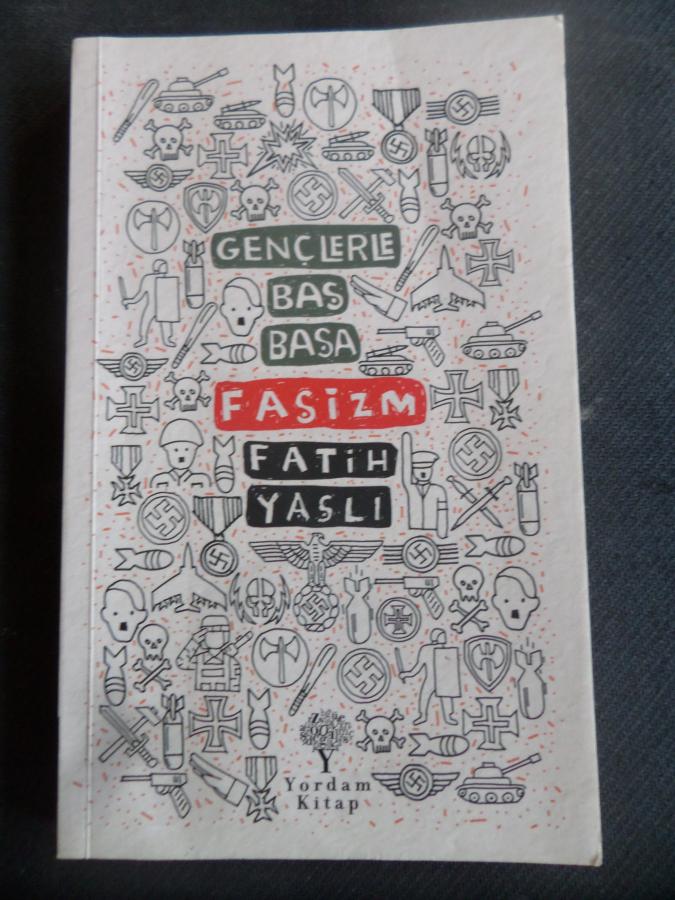 GENÇLERLE
BAŞ
BAŞA
FAŞİZM
FATİH
YAŞLI
Yordam
Kitap